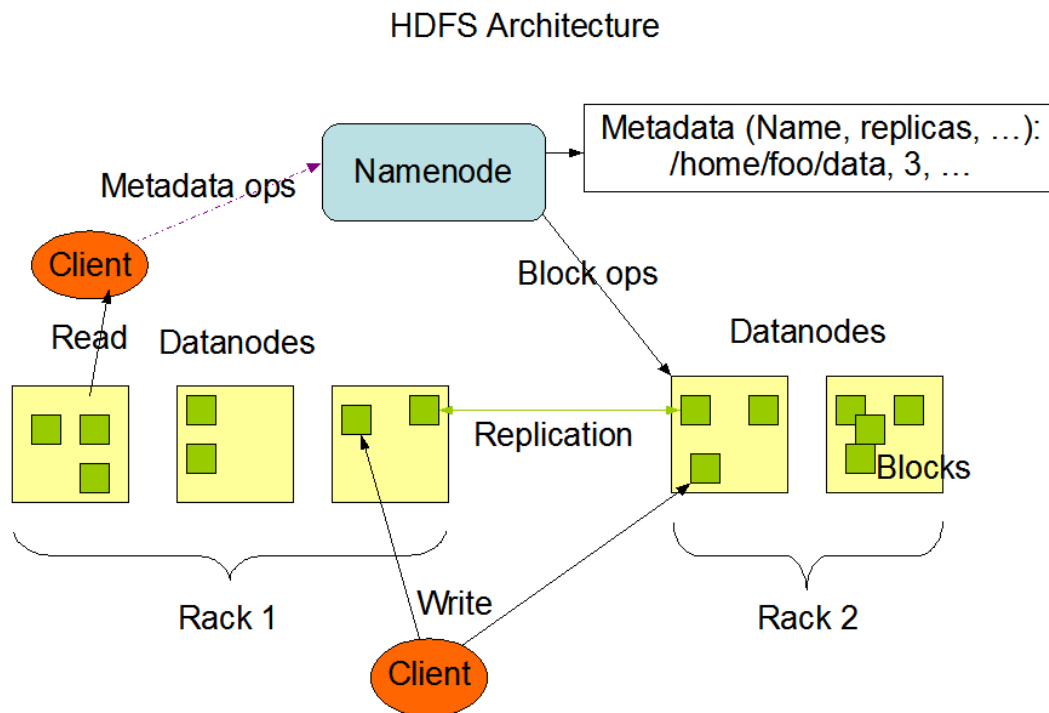 HDFS Architecture
Metadata (Name, replicas, …):
/home/foo/data, 3, …
Namenode
Metadata ops
Client
Block ops
Read
Datanodes
Datanodes
Replication
Blocks
Rack 1
Write
Rack 2
Client